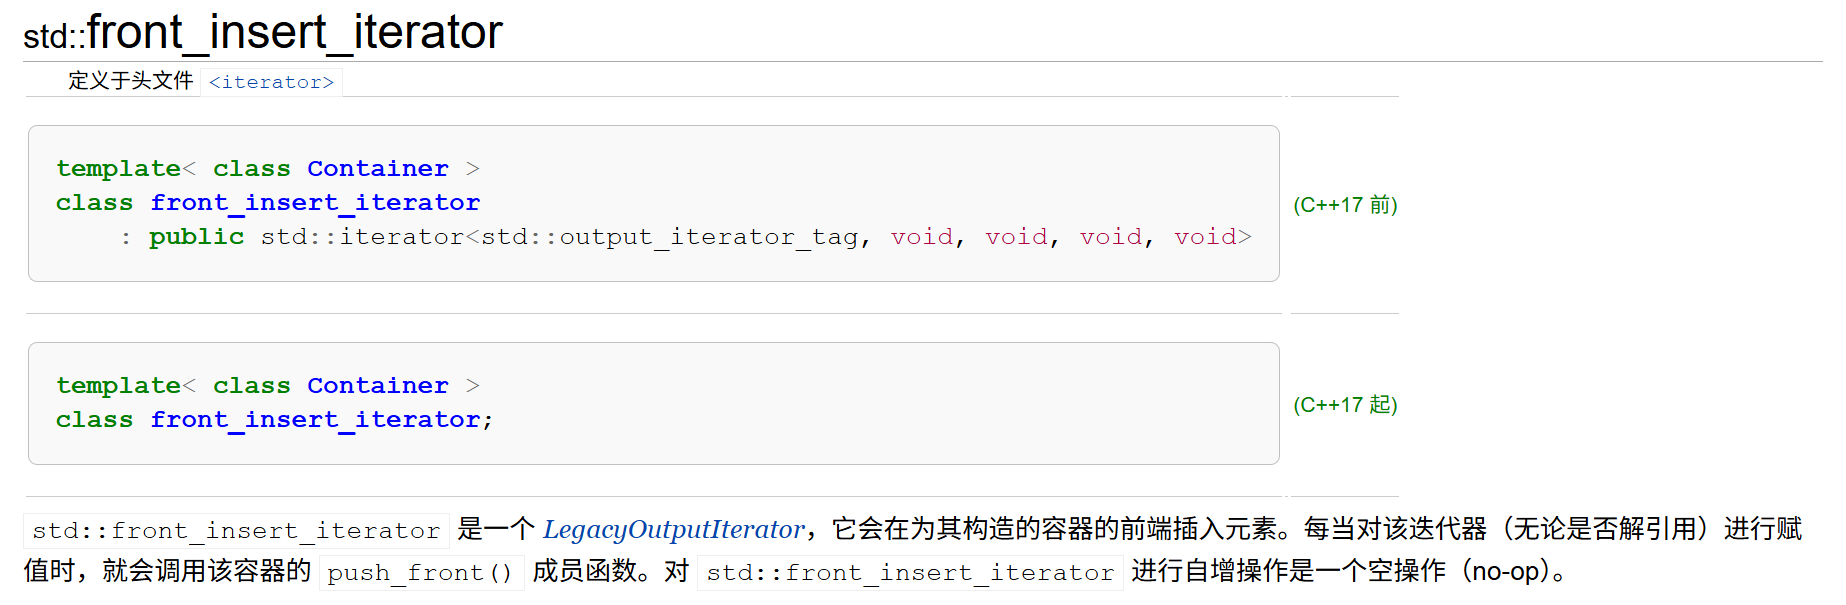 std::front_insert_iterator
定义于头文件 <iterator>
template< class Container >
class front_insert_iterator
    : public std::iterator<std::output_iterator_tag, void, void, void, void>
(C++17 前)
template< class Container >
class front_insert_iterator;
(C++17 起)
std::front_insert_iterator 是一个 LegacyOutputIterator，它会在为其构造的容器的前端插入元素。每当对该迭代器（无论是否解引用）进行赋
值时，就会调用该容器的 push_front() 成员函数。对 std::front_insert_iterator 进行自增操作是一个空操作（no-op）。